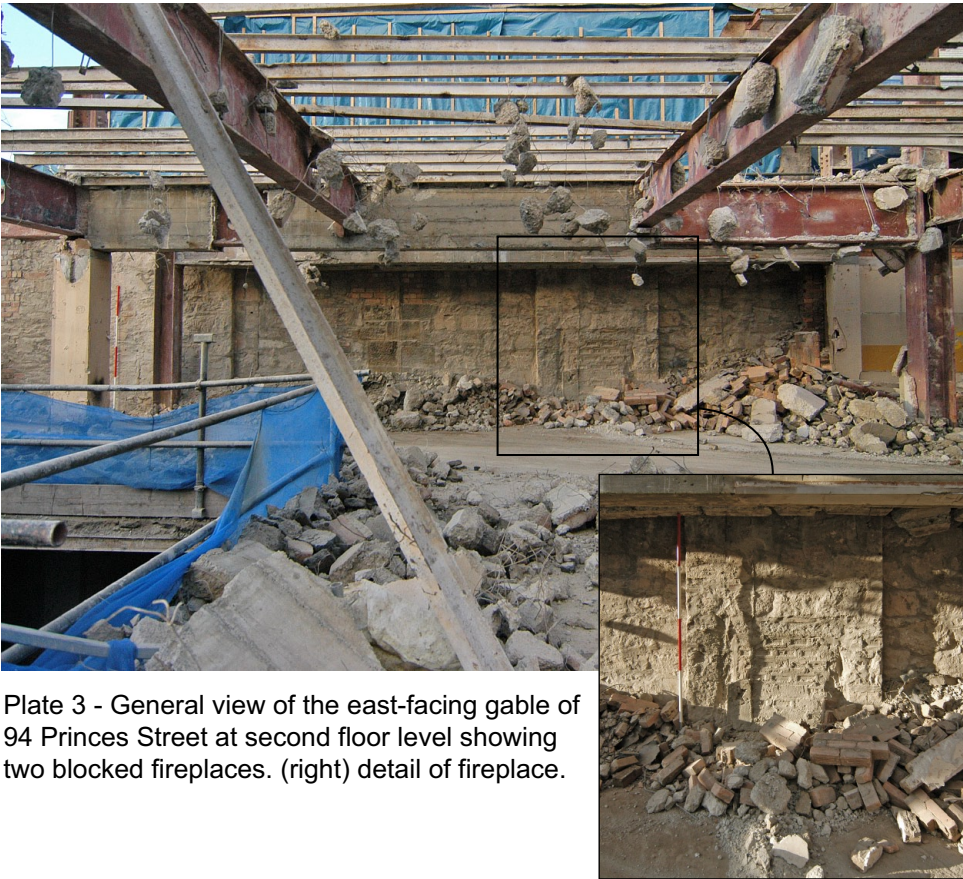 Plate 3 - General view of the east-facing gable of
94 Princes Street at second floor level showing
two blocked fireplaces. (right) detail of fireplace.